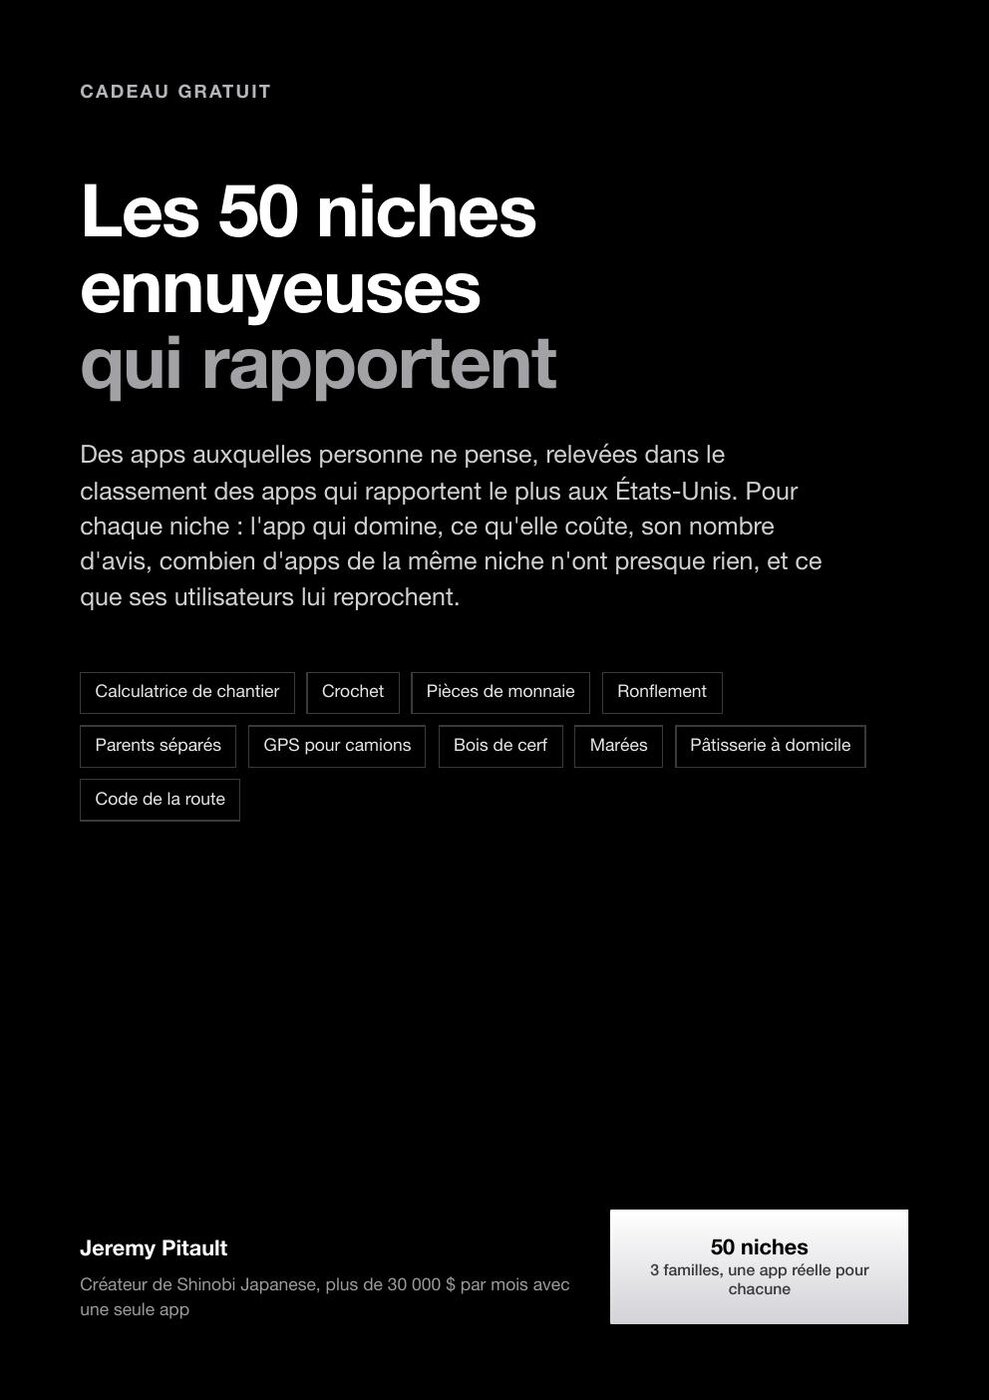 CADEAU GRATUIT
Les 50 niches
ennuyeuses
qui rapportent
Des apps auxquelles personne ne pense, relevées dans le
classement des apps qui rapportent le plus aux États-Unis. Pour
chaque niche : l'app qui domine, ce qu'elle coûte, son nombre
d'avis, combien d'apps de la même niche n'ont presque rien, et ce
que ses utilisateurs lui reprochent.
Calculatrice de chantier Crochet Pièces de monnaie Ronflement
Parents séparés GPS pour camions Bois de cerf Marées Pâtisserie à domicile
Code de la route
Jeremy Pitault
Créateur de Shinobi Japanese, plus de 30 000 $ par mois avec
une seule app
50 niches
3 familles, une app réelle pour
chacune